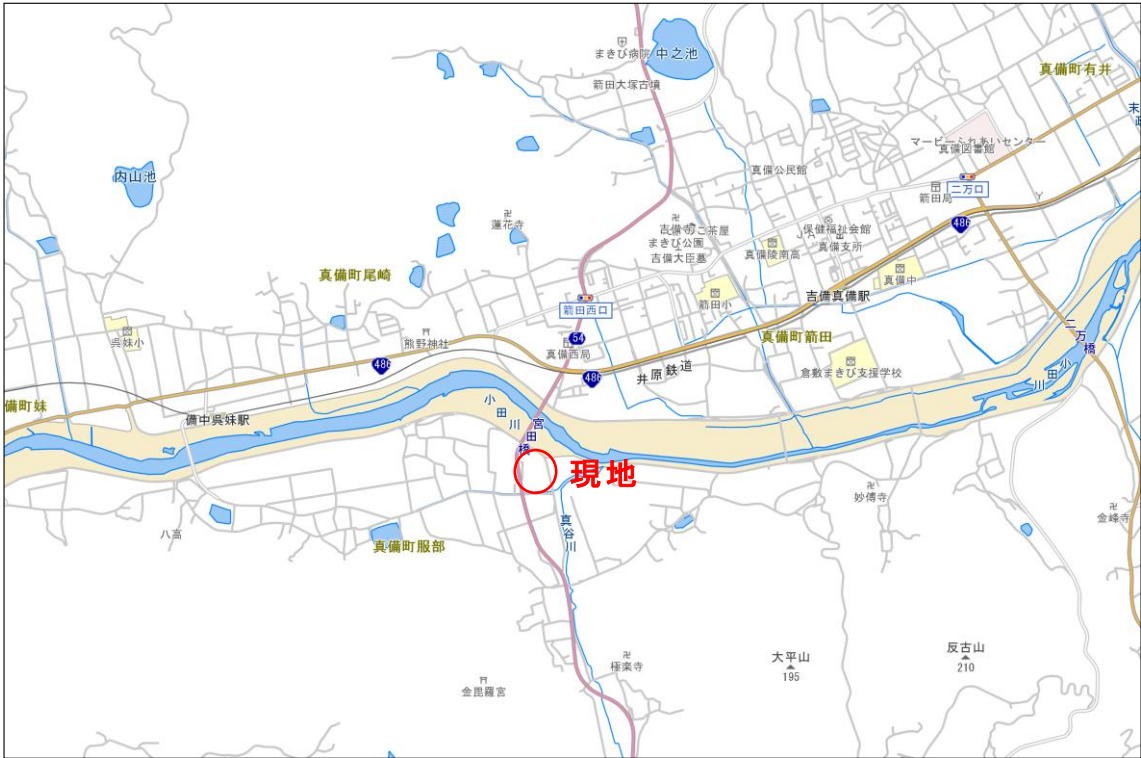 まきび病院
中之池
箭田大塚古墳
真備町有井
末政
マービーふれあいセンター
真備図書館
真備公民館
内山池
二万口
箭田局
486
蓮花寺
吉備寺
茶屋
まきび公園
吉備大臣墓
保健福祉会館
JA
真備支所
真備陵南高
真備町尾崎
真備中
箭田小
吉備真備駅
箭田西口
呉妹小
熊野神社
54
真備西局
真備町箭田
二万橋
486
486
井原鉄道
倉敷まきび支援学校
小田川
備町妹
備中呉妹駅
小田川
宮田橋
現地
妙傳寺
金峰寺
八高
真備町服部
真谷川
反古山
210
大平山
195
極楽寺
金毘羅宮